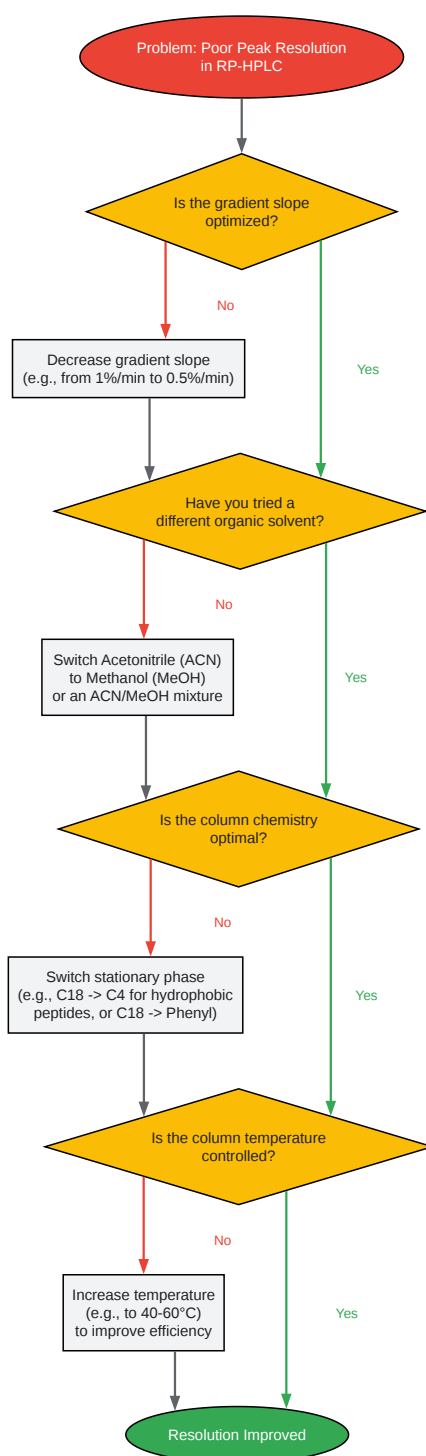 Problem: Poor Peak Resolution
in RP-HPLC
Is the gradient slope
optimized?
No
Yes
Decrease gradient slope
(e.g., from 1%/min to 0.5%/min)
Have you tried a
different organic solvent?
No
Yes
Switch Acetonitrile (ACN)
to Methanol (MeOH)
or an ACN/MeOH mixture
Is the column chemistry
optimal?
No
Yes
Switch stationary phase
(e.g., C18 -> C4 for hydrophobic
peptides, or C18 -> Phenyl)
Is the column temperature
controlled?
No
Yes
Increase temperature
(e.g., to 40-60°C)
to improve efficiency
Resolution Improved